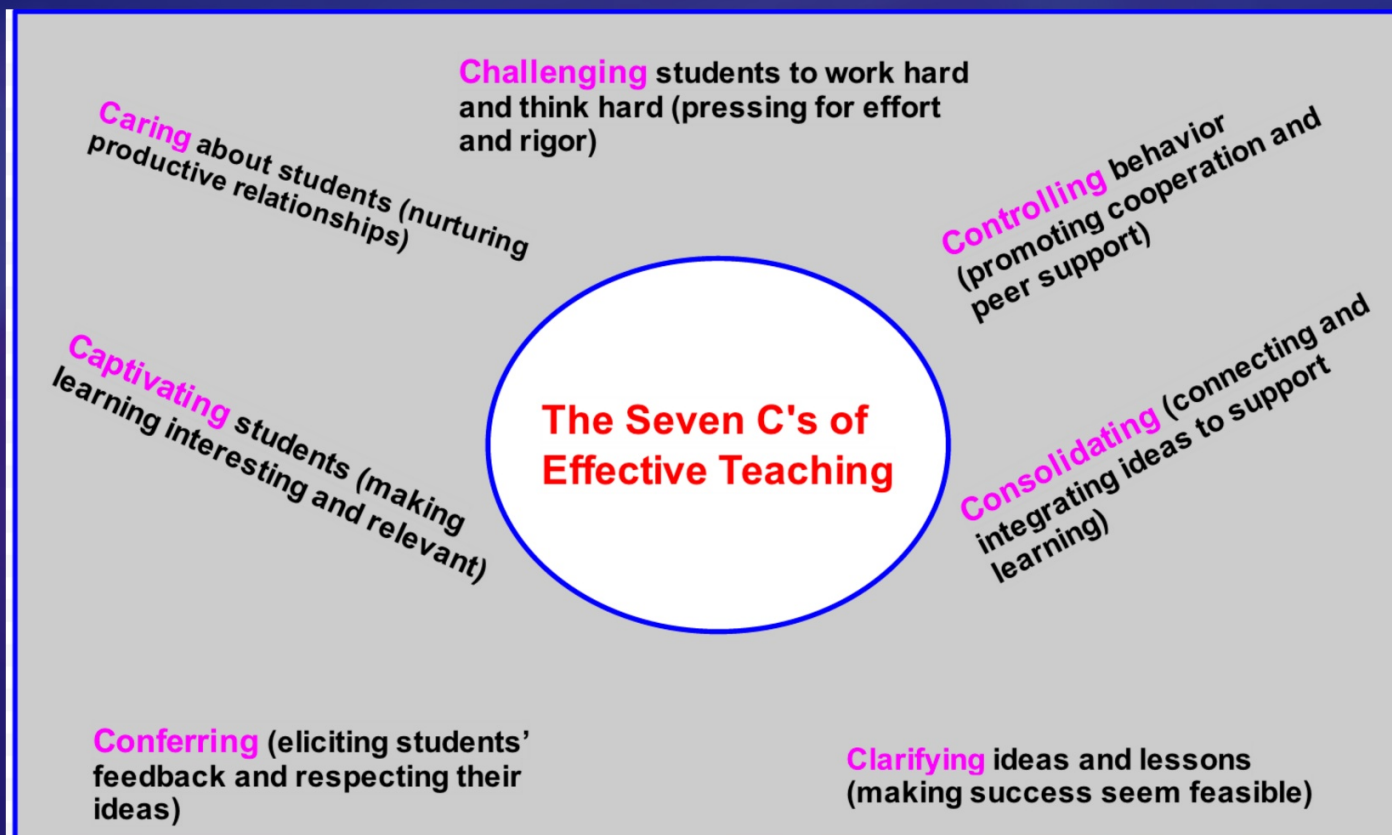 Challenging students to work hard
and think hard (pressing for effort
and rigor)
Caring about students (nurturing
productive relationships)
Controlling behavior
(promoting cooperation and
peer support)
Captivating students (making
learning interesting and relevant)
The Seven C's of
Effective Teaching
Consolidating (connecting and
integrating ideas to support
learning)
Conferring (eliciting students’
feedback and respecting their
ideas)
Clarifying ideas and lessons
(making success seem feasible)